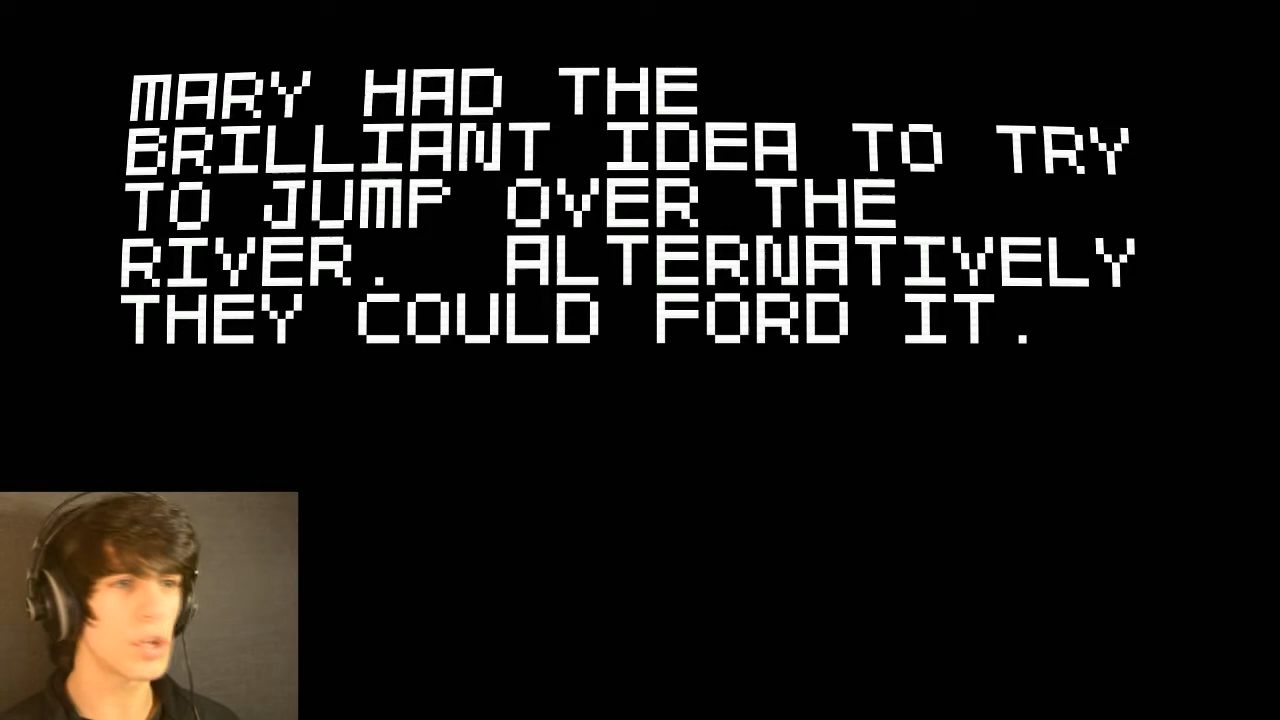 MARY HAD THE
BRILLIANT IDEA TO TRY
TO JUMP OVER THE
RIVER.  ALTERNATIVELY
THEY COULD FORD IT.